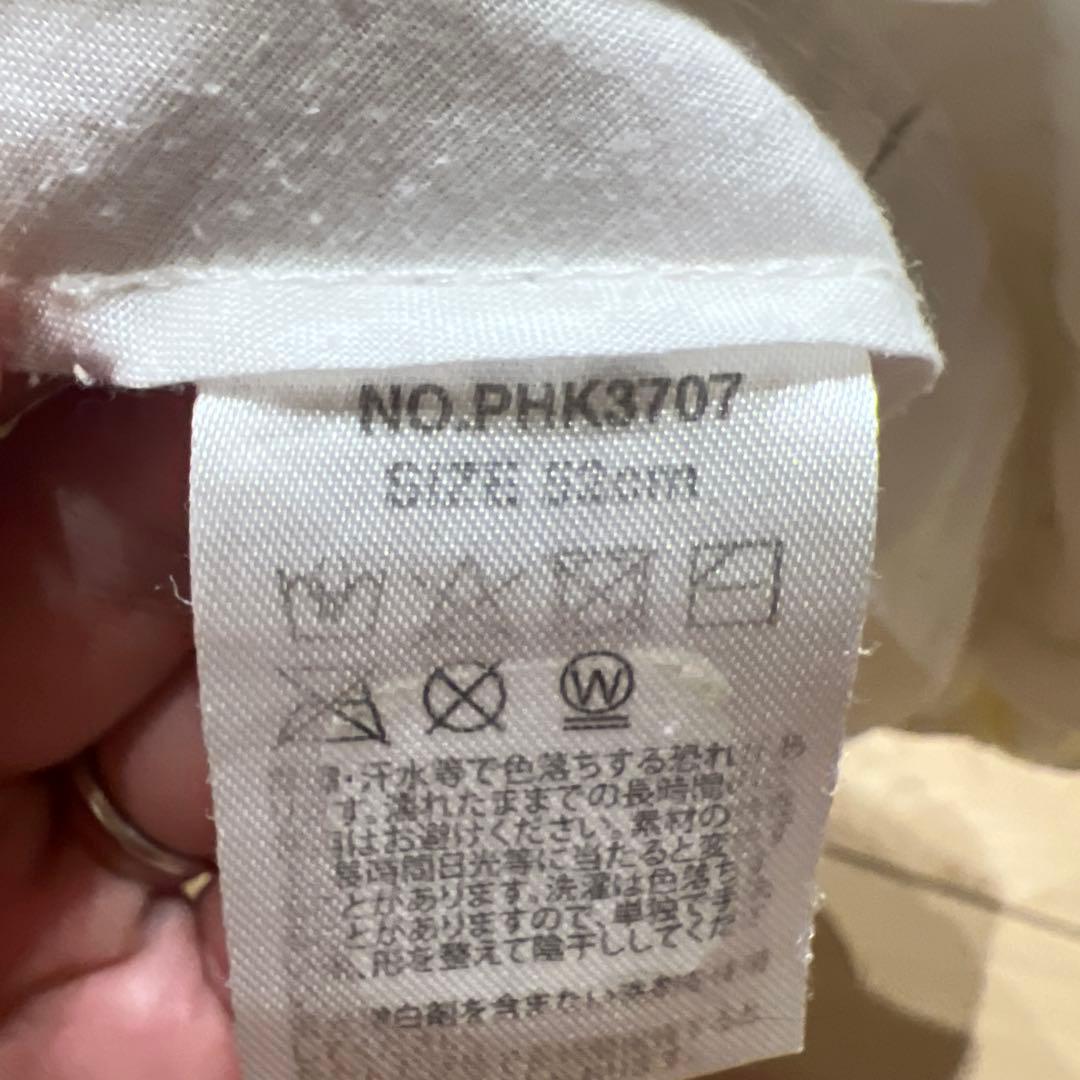 NO.PHK3707
SIZE 52cm
W
・汗水等で色落ちする恐れ
す。濡れたままでの長時間
はお避けください。素材の
長時間日光等に当たると変
とがあります。洗濯は色落ち
とがありますので、単独で
、形を整えて陰干ししてくだ
白剤を含まない洗剤